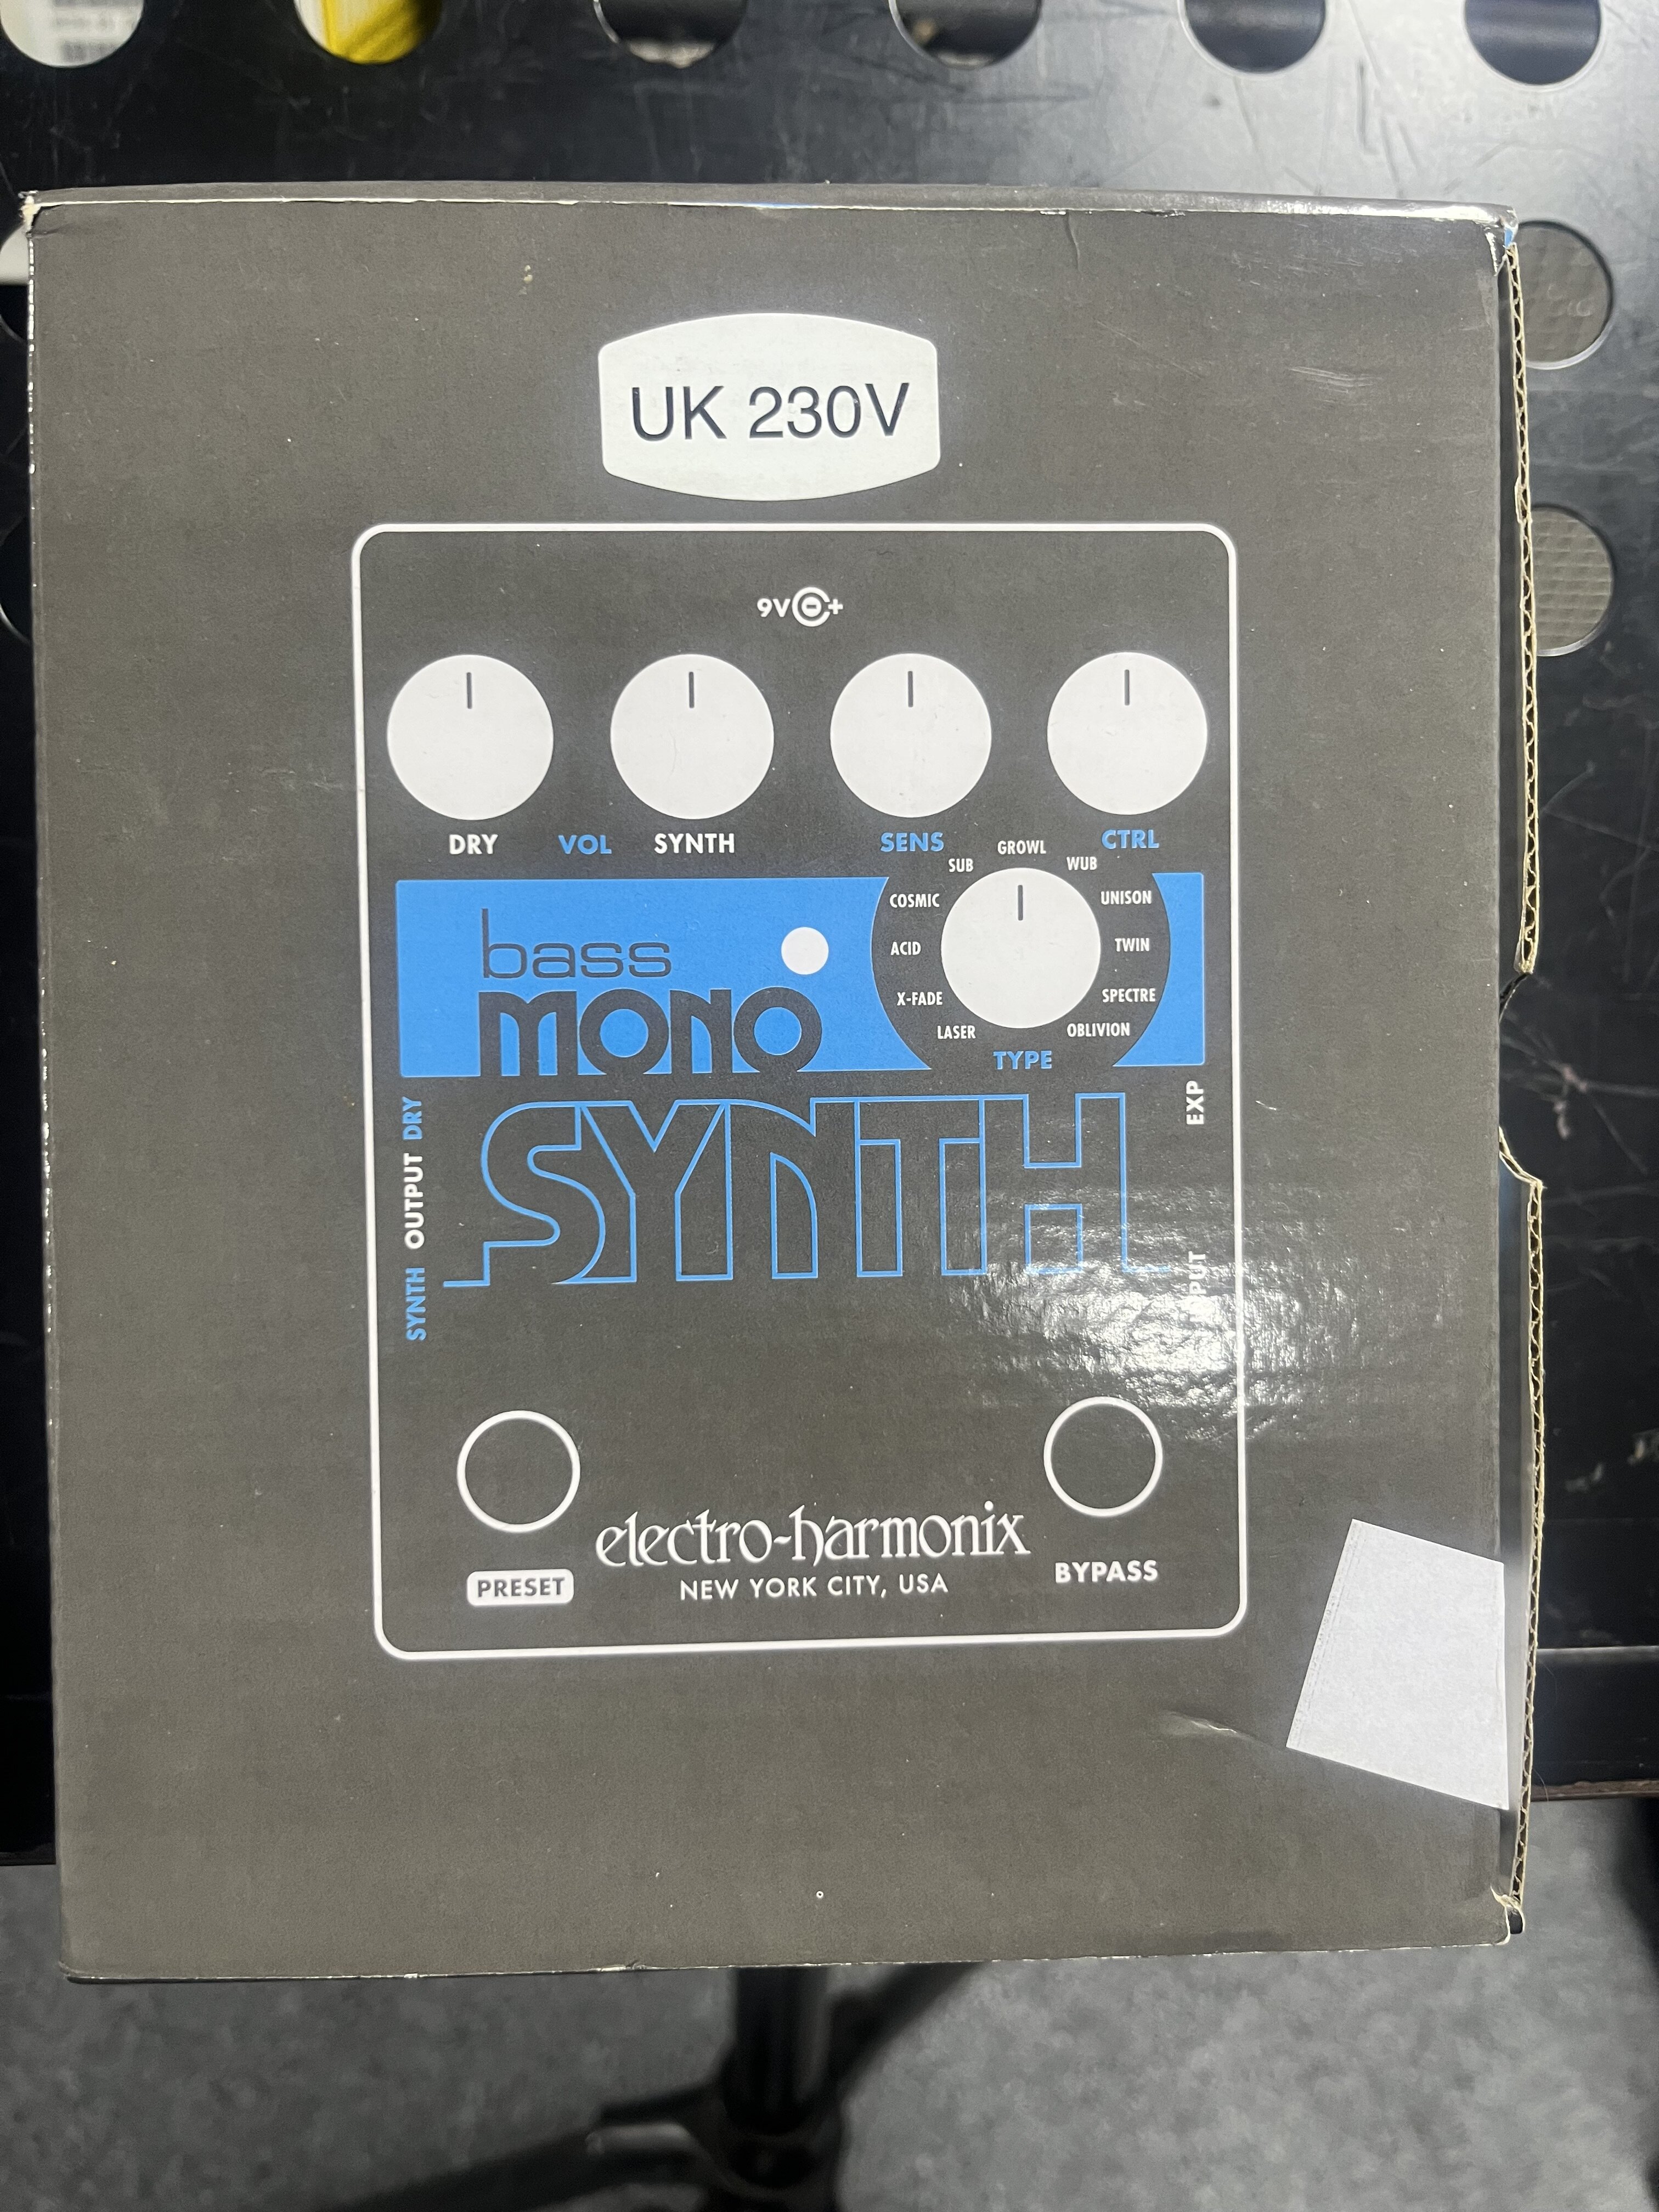 UK 230V
9V
DRY VOL SYNTH SENS CTRL
GROWL
SUB WUB
COSMIC UNISON
ACID TWIN
X-FADE SPECTRE
LASER OBLIVION
TYPE
bass
MONO
SYNTH
SYNTH OUTPUT DRY
EXP
electro-harmonix
NEW YORK CITY, USA
PRESET
BYPASS